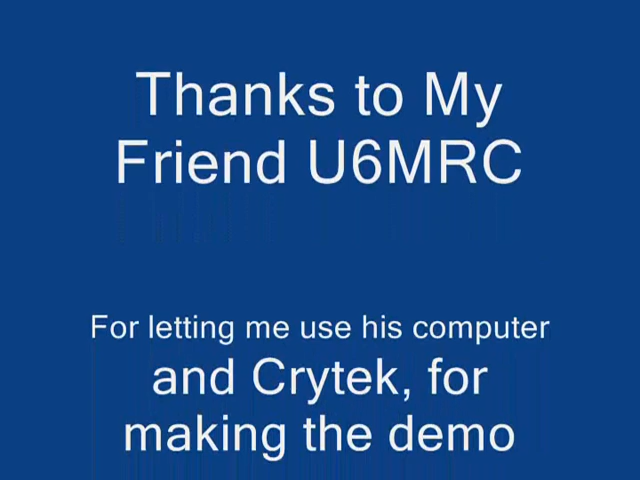 Thanks to My
Friend U6MRC
For letting me use his computer
and Crytek, for
making the demo